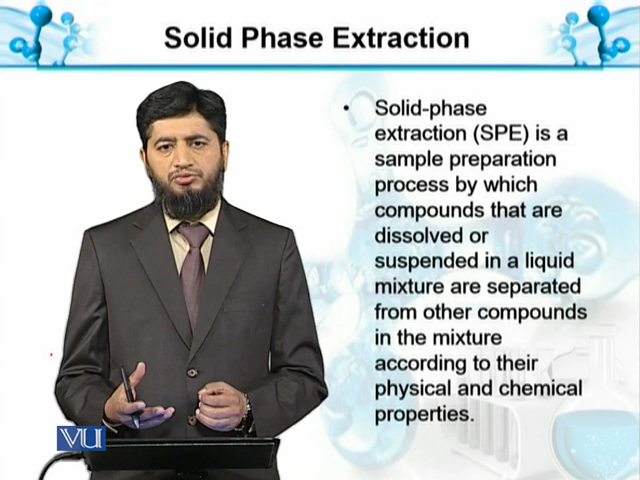 Solid Phase Extraction
• Solid-phase
extraction (SPE) is a
sample preparation
process by which
compounds that are
dissolved or
suspended in a liquid
mixture are separated
from other compounds
in the mixture
according to their
physical and chemical
properties.
VU